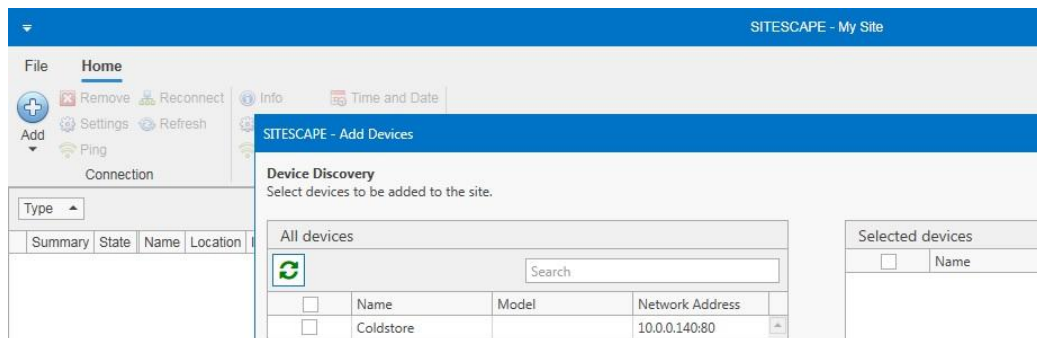 SITESCAPE - My Site
File Home
Remove Reconnect Info Time and Date
Add Settings Refresh
Ping
Connection
SITESCAPE - Add Devices
Device Discovery
Select devices to be added to the site.
Type
Summary State Name Location
All devices
Search
Name Model Network Address
Coldstore 10.0.0.140:80
Selected devices
Name